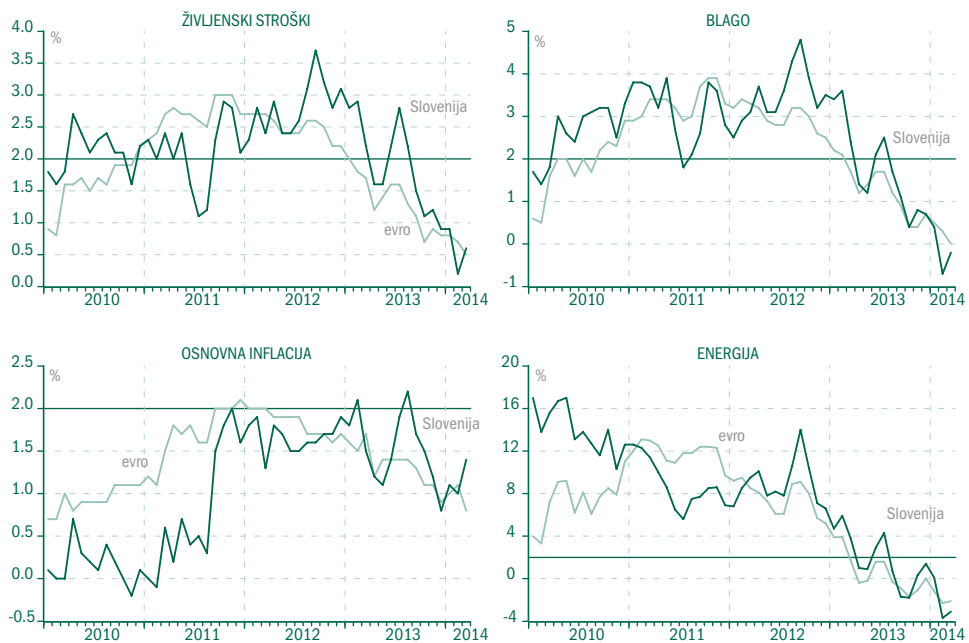 ŽIVLJENSKI STROŠKI
4.0
%
3.5
3.0
2.5
2.0
1.5
1.0
0.5
0.0
Slovenija
evro
2010 2011 2012 2013 2014
BLAGO
5
%
4
3
2
1
0
-1
Slovenija
2010 2011 2012 2013 2014
OSNOVNA INFLACIJA
2.5
%
2.0
1.5
1.0
0.5
0.0
-0.5
Slovenija
evro
2010 2011 2012 2013 2014
ENERGIJA
20
%
16
12
8
4
0
-4
evro
Slovenija
2010 2011 2012 2013 2014